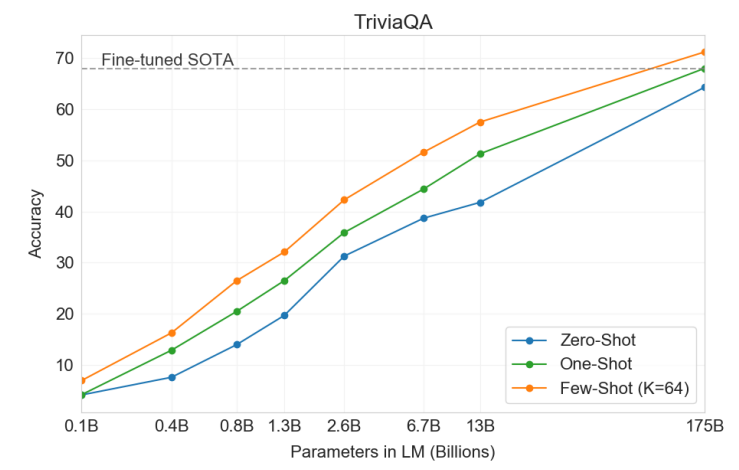 TriviaQA
70
60
50
40
30
20
10
Accuracy
Fine-tuned SOTA
Zero-Shot
One-Shot
Few-Shot (K=64)
0.1B 0.4B 0.8B 1.3B 2.6B 6.7B 13B 175B
Parameters in LM (Billions)